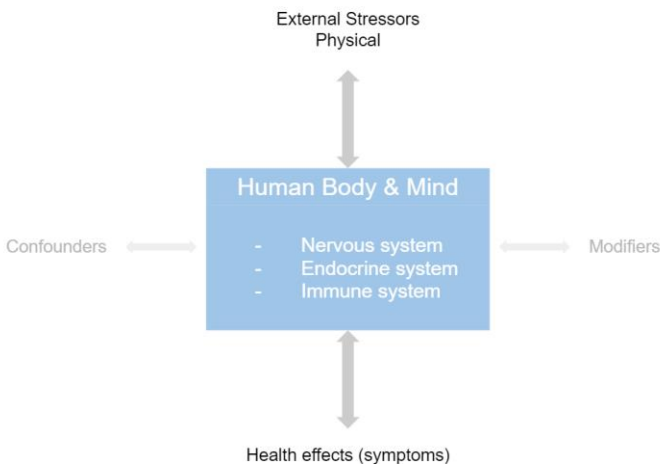 External Stressors
Physical
Human Body & Mind
Confounders
- Nervous system
- Endocrine system
- Immune system
Modifiers
Health effects (symptoms)